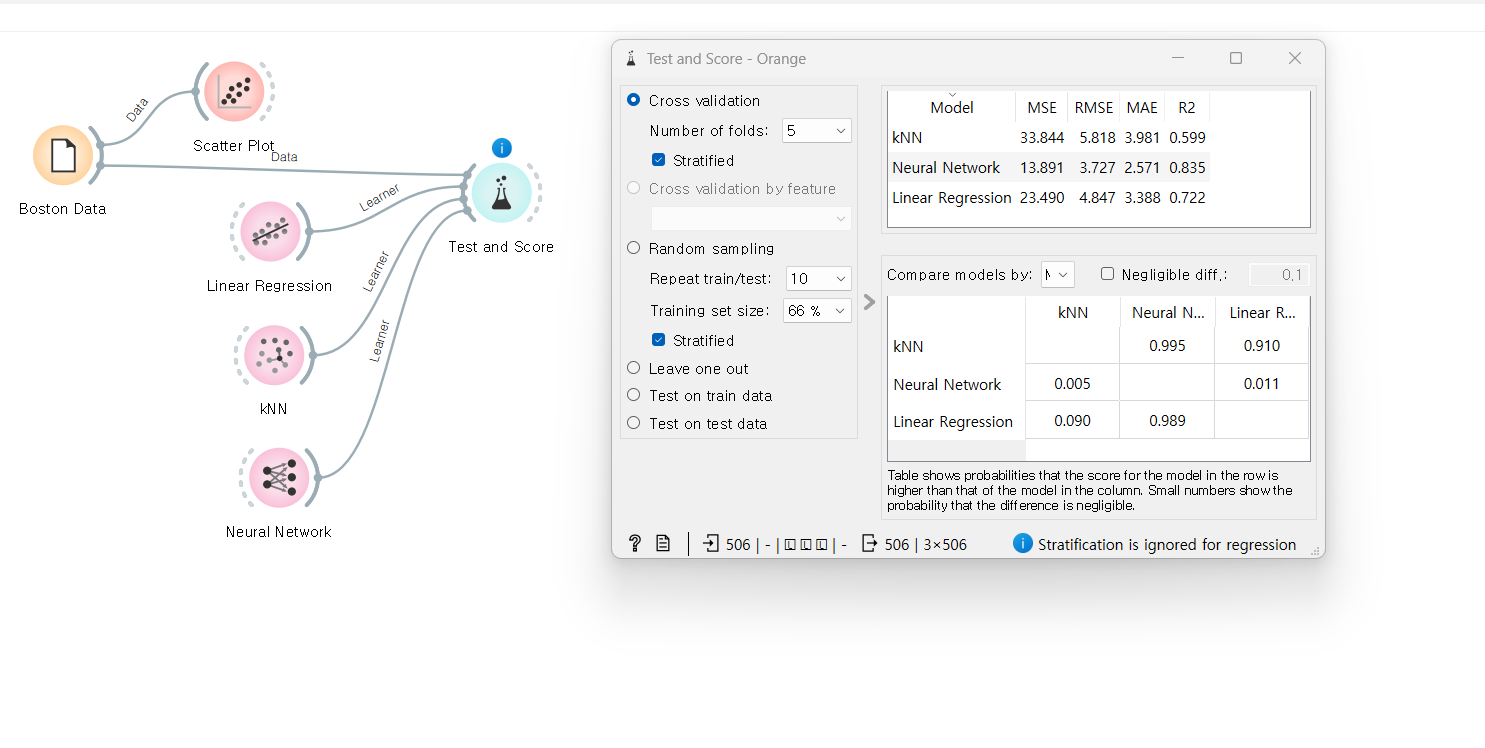 Data
Scatter Plot
Data
Boston Data
Learner
Test and Score
Linear Regression
Learner
kNN
Learner
Neural Network
Test and Score - Orange
Cross validation
Number of folds: 5
Stratified
Cross validation by feature
Random sampling
Repeat train/test: 10
Training set size: 66 %
Stratified
Leave one out
Test on train data
Test on test data
Model MSE RMSE MAE R2
kNN 33.844 5.818 3.981 0.599
Neural Network 13.891 3.727 2.571 0.835
Linear Regression 23.490 4.847 3.388 0.722
Compare models by: Negligible diff.: 0.1
kNN Neural N... Linear R...
kNN 0.995 0.910
Neural Network 0.005 0.011
Linear Regression 0.090 0.989
Table shows probabilities that the score for the model in the row is
higher than that of the model in the column. Small numbers show the
probability that the difference is negligible.
? 506 | - | | - 506 | 3×506 Stratification is ignored for regression